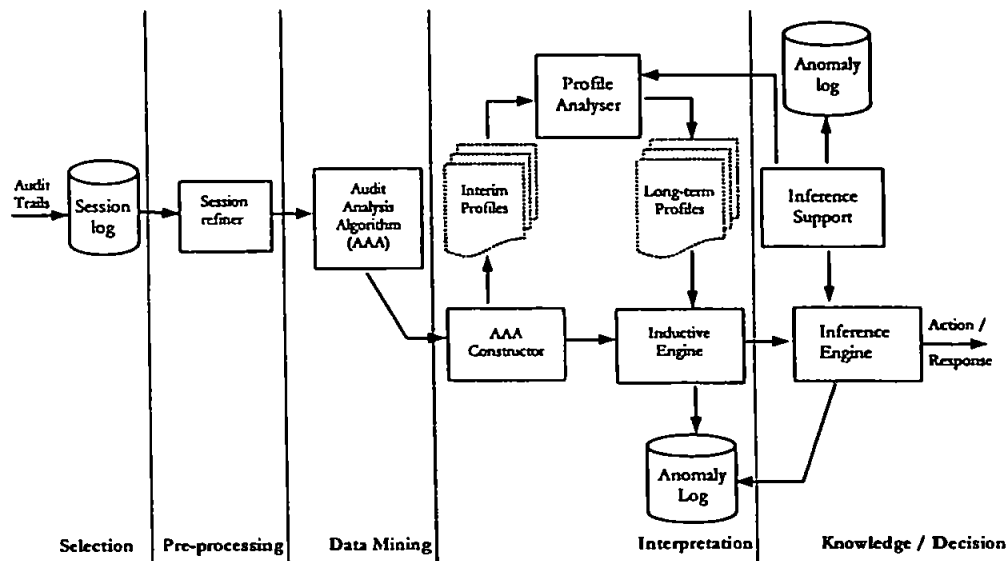 Audit
Trails
Session
log
Session
refiner
Audit
Analysis
Algorithm
(AAA)
Interim
Profiles
Profile
Analyser
Long-term
Profiles
Anomaly
log
Inference
Support
AAA
Constructor
Inductive
Engine
Inference
Engine
Action /
Response
Anomaly
Log
Selection
Pre-processing
Data Mining
Interpretation
Knowledge / Decision